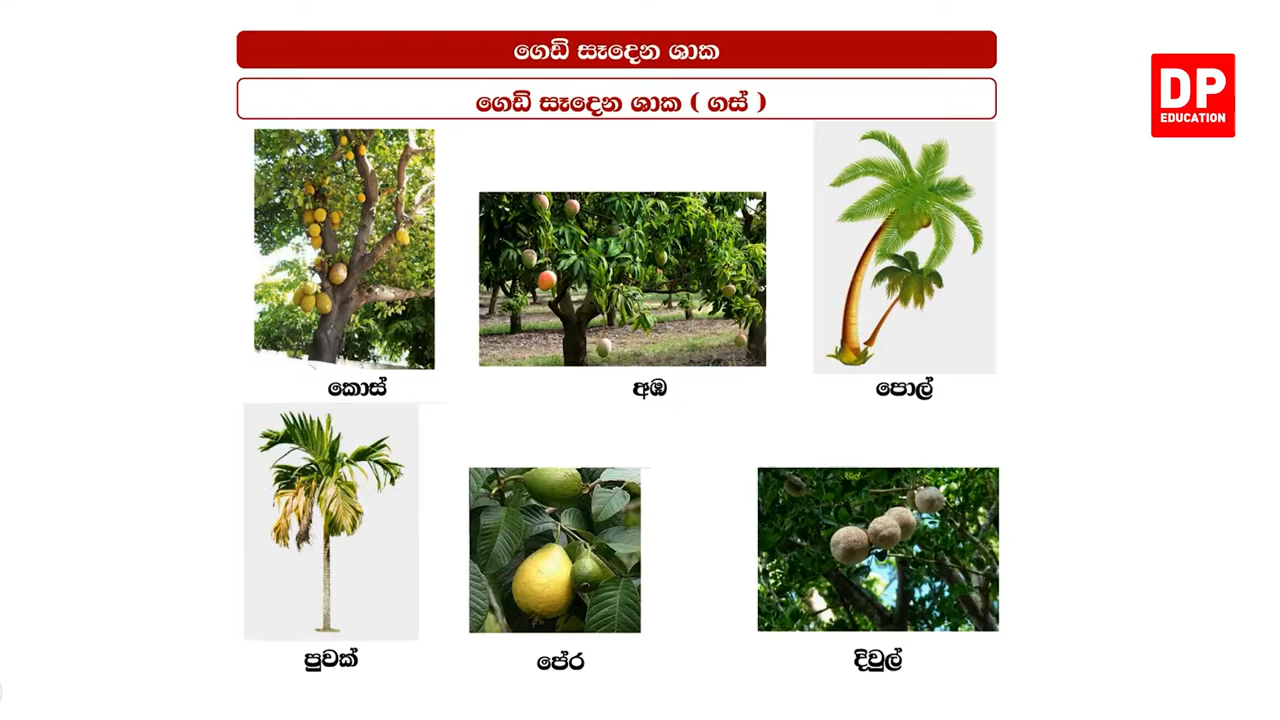 ගෙඩි සෑදෙන ශාක
ගෙඩි සෑදෙන ශාක ( ගස් )
DP
EDUCATION
කොස්
අඹ
පොල්
දිවුල්
පුවක්
පේර
දිවුල්